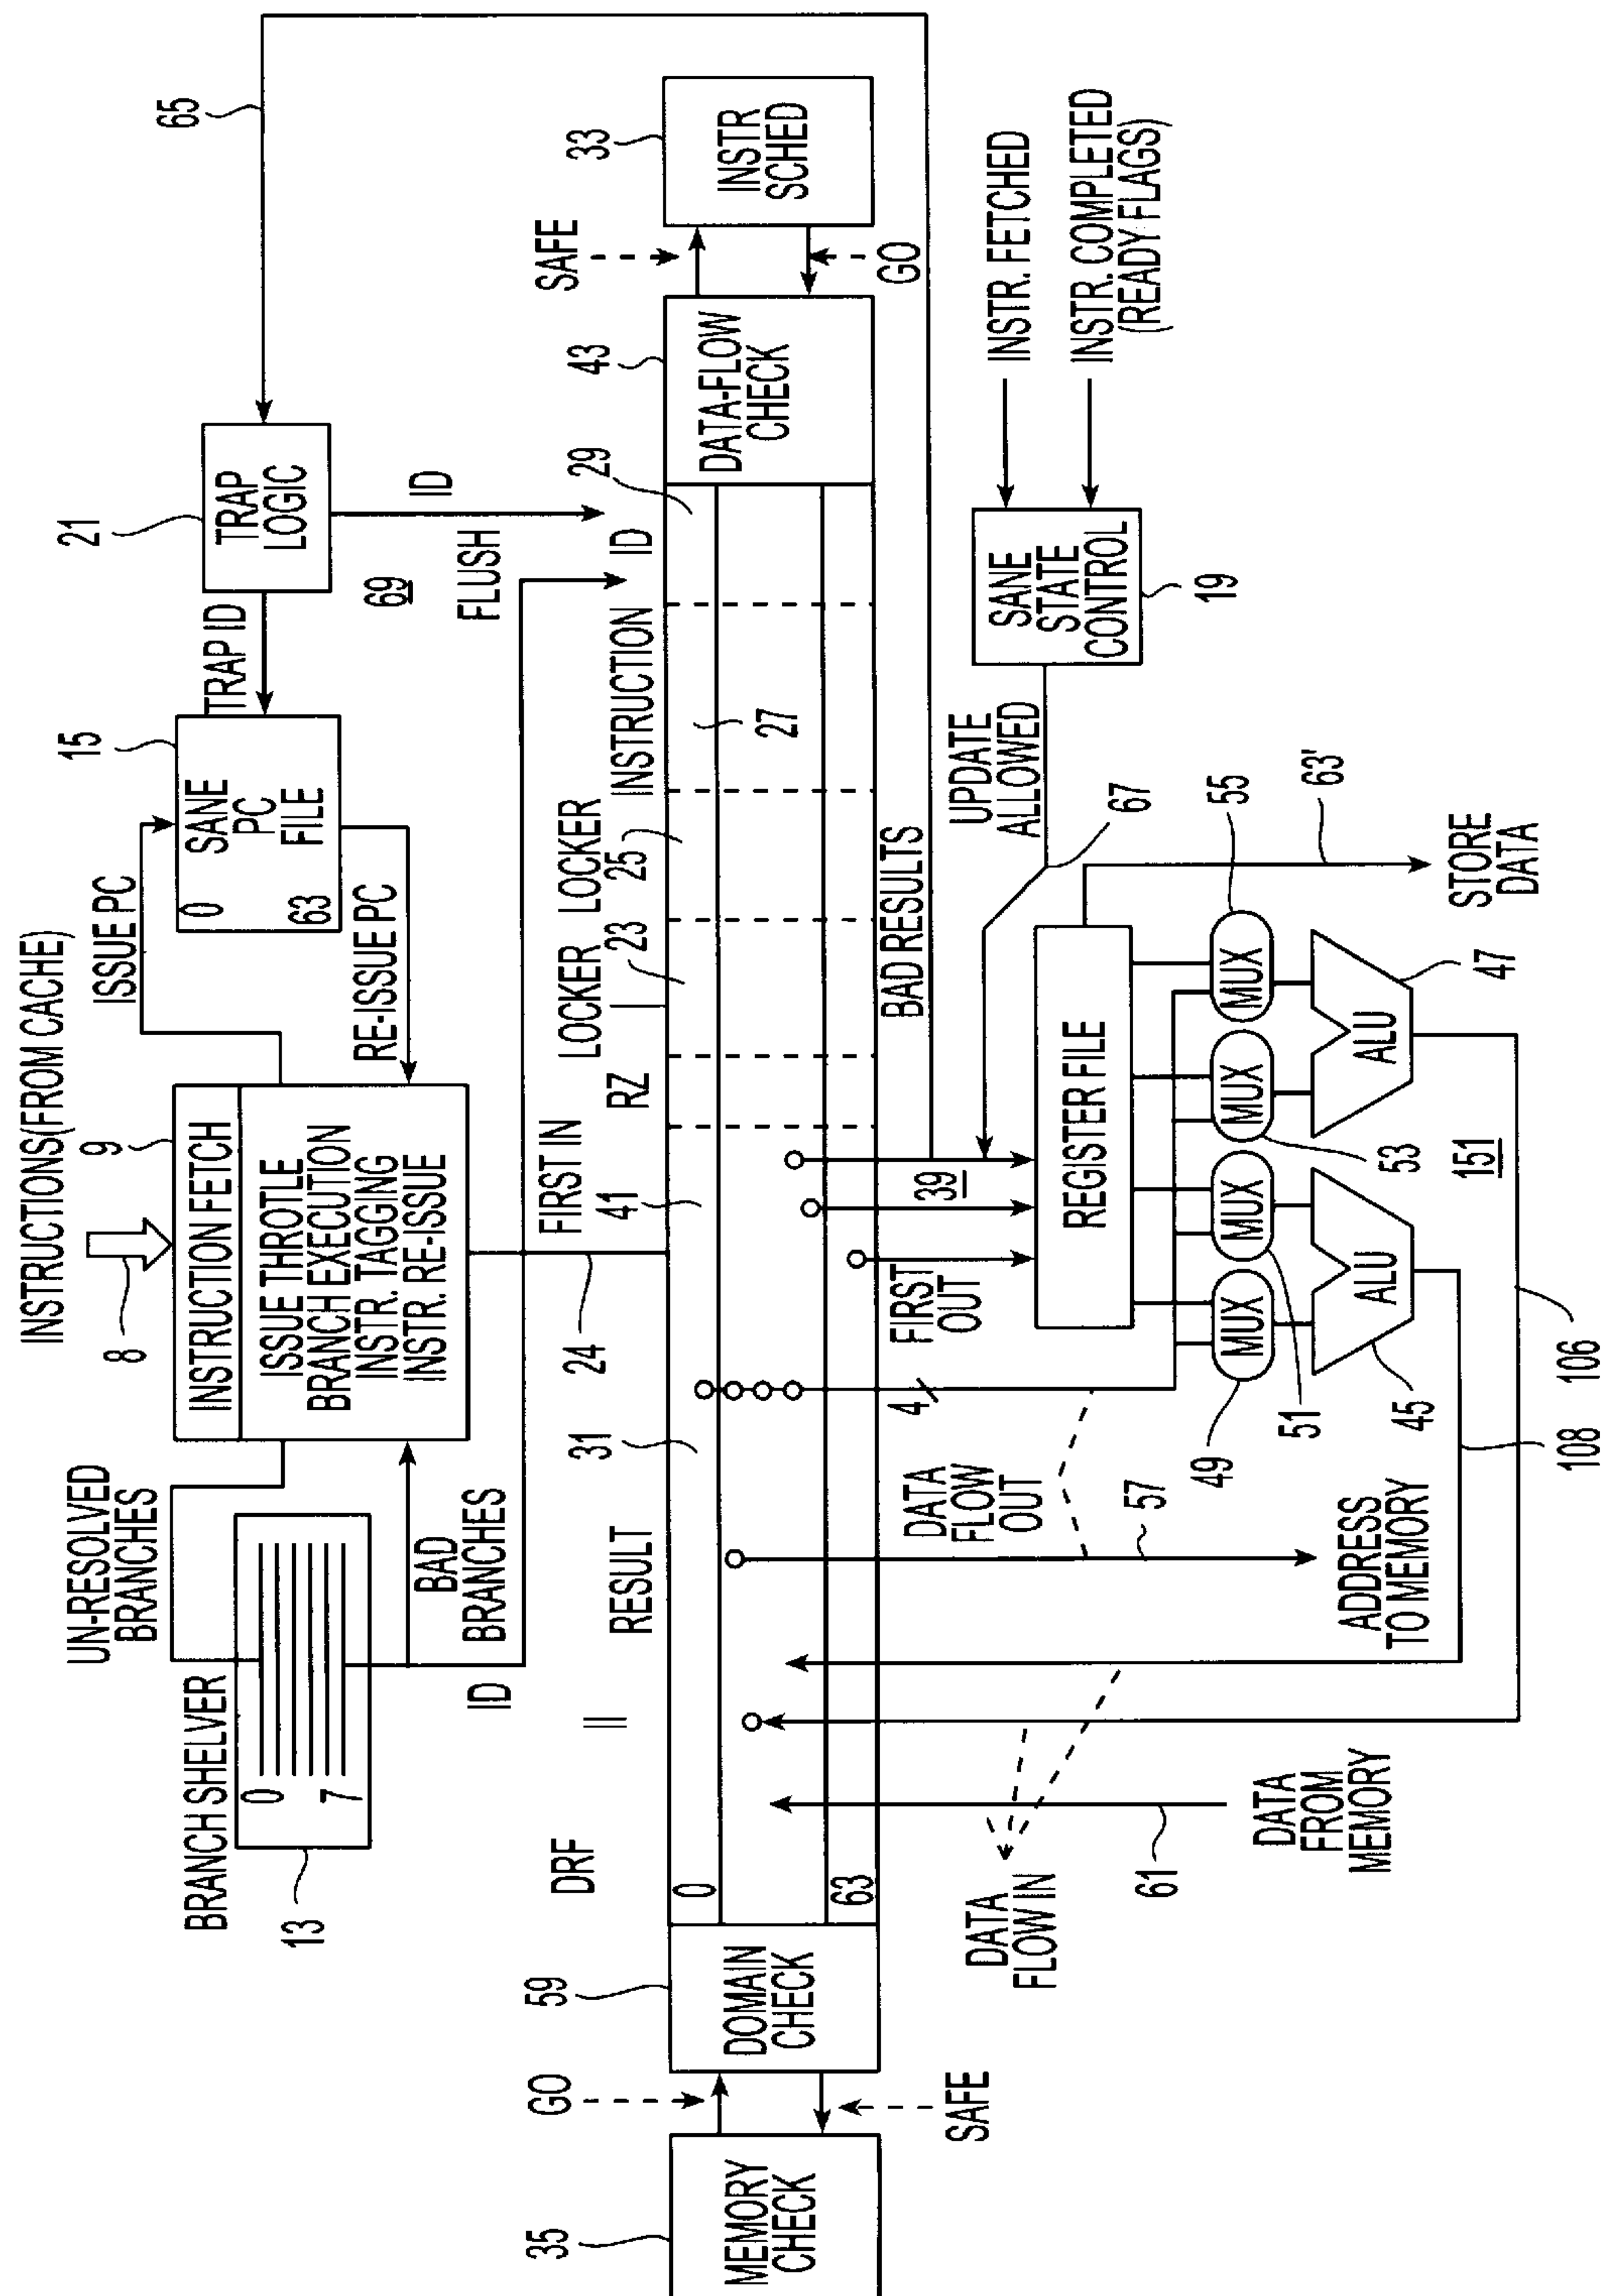 INSTRUCTIONS(FROM CACHE)
8
9
INSTRUCTION FETCH
ISSUE THROTLE
BRANCH EXECUTION
INSTR. TAGGING
INSTR. RE-ISSUE
UN-RESOLVED
BRANCHES
BRANCH SHELVER
0
7
13
BAD
BRANCHES
ID
ISSUE PC
RE-ISSUE PC
15
0
SANE
PC
FILE
63
TRAP ID
21
TRAP
LOGIC
69
65
ID
FLUSH
24
FIRST IN
35
MEMORY
CHECK
GO
SAFE
59
DOMAIN
CHECK
DRF
0
63
||
RESULT
31
41
RZ
LOCKER
23
LOCKER
25
INSTRUCTION
27
ID
29
43
DATA-FLOW
CHECK
SAFE
GO
33
INSTR
SCHED
DATA
FLOW IN
61
DATA
FROM
MEMORY
DATA
FLOW
OUT
57
ADDRESS
TO MEMORY
4
FIRST
OUT
39
BAD RESULTS
UPDATE
ALLOWED
67
SANE
STATE
CONTROL
19
INSTR. FETCHED
INSTR. COMPLETED
(READY FLAGS)
REGISTER FILE
63'
STORE
DATA
49
MUX
51
MUX
53
MUX
55
MUX
45
ALU
47
ALU
151
108
106